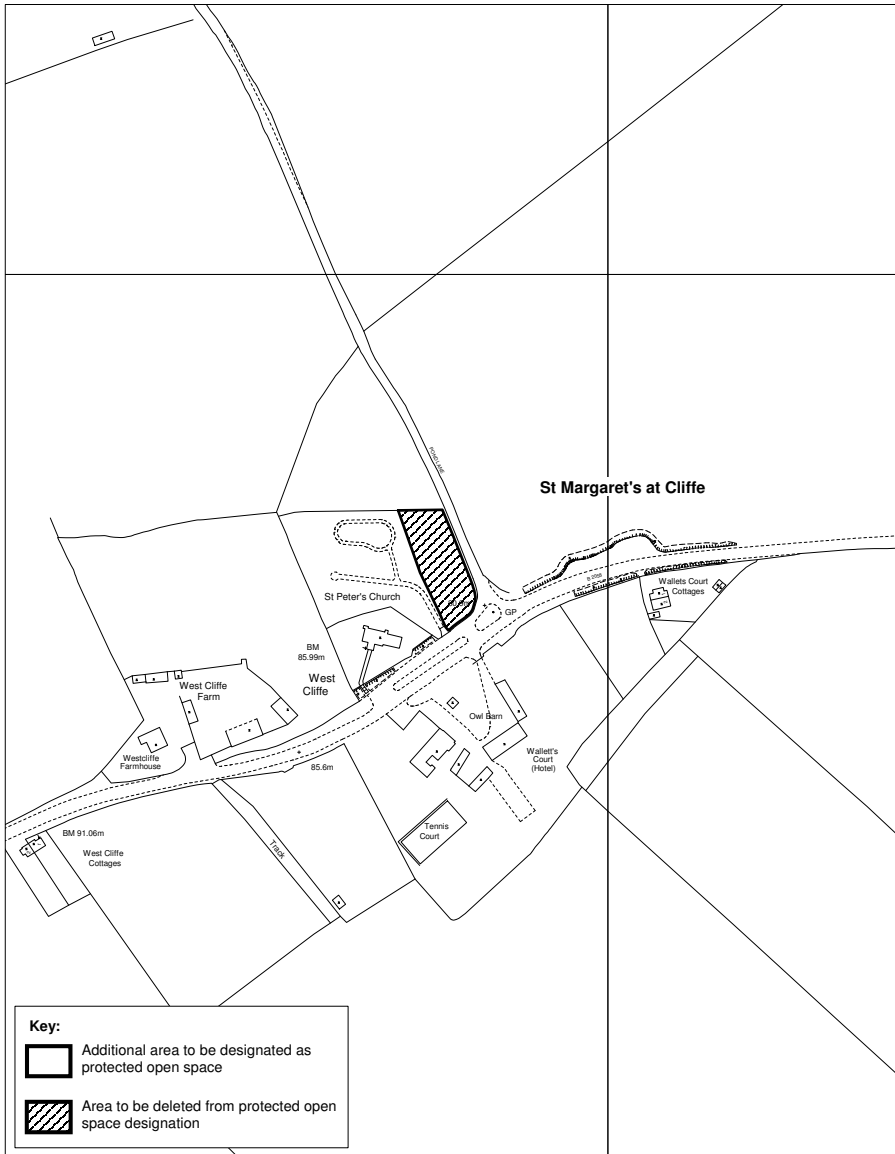 POND LANE
St Margaret's at Cliffe
Wallets Court
Cottages
GP
St Peter's Church
BM
85.99m
West
Cliffe
West Cliffe
Farm
Owl Barn
Westcliffe
Farmhouse
85.6m
Wallett's
Court
(Hotel)
BM 91.06m
West Cliffe
Cottages
Track
Tennis
Court
Key:
Additional area to be designated as
protected open space
Area to be deleted from protected open
space designation